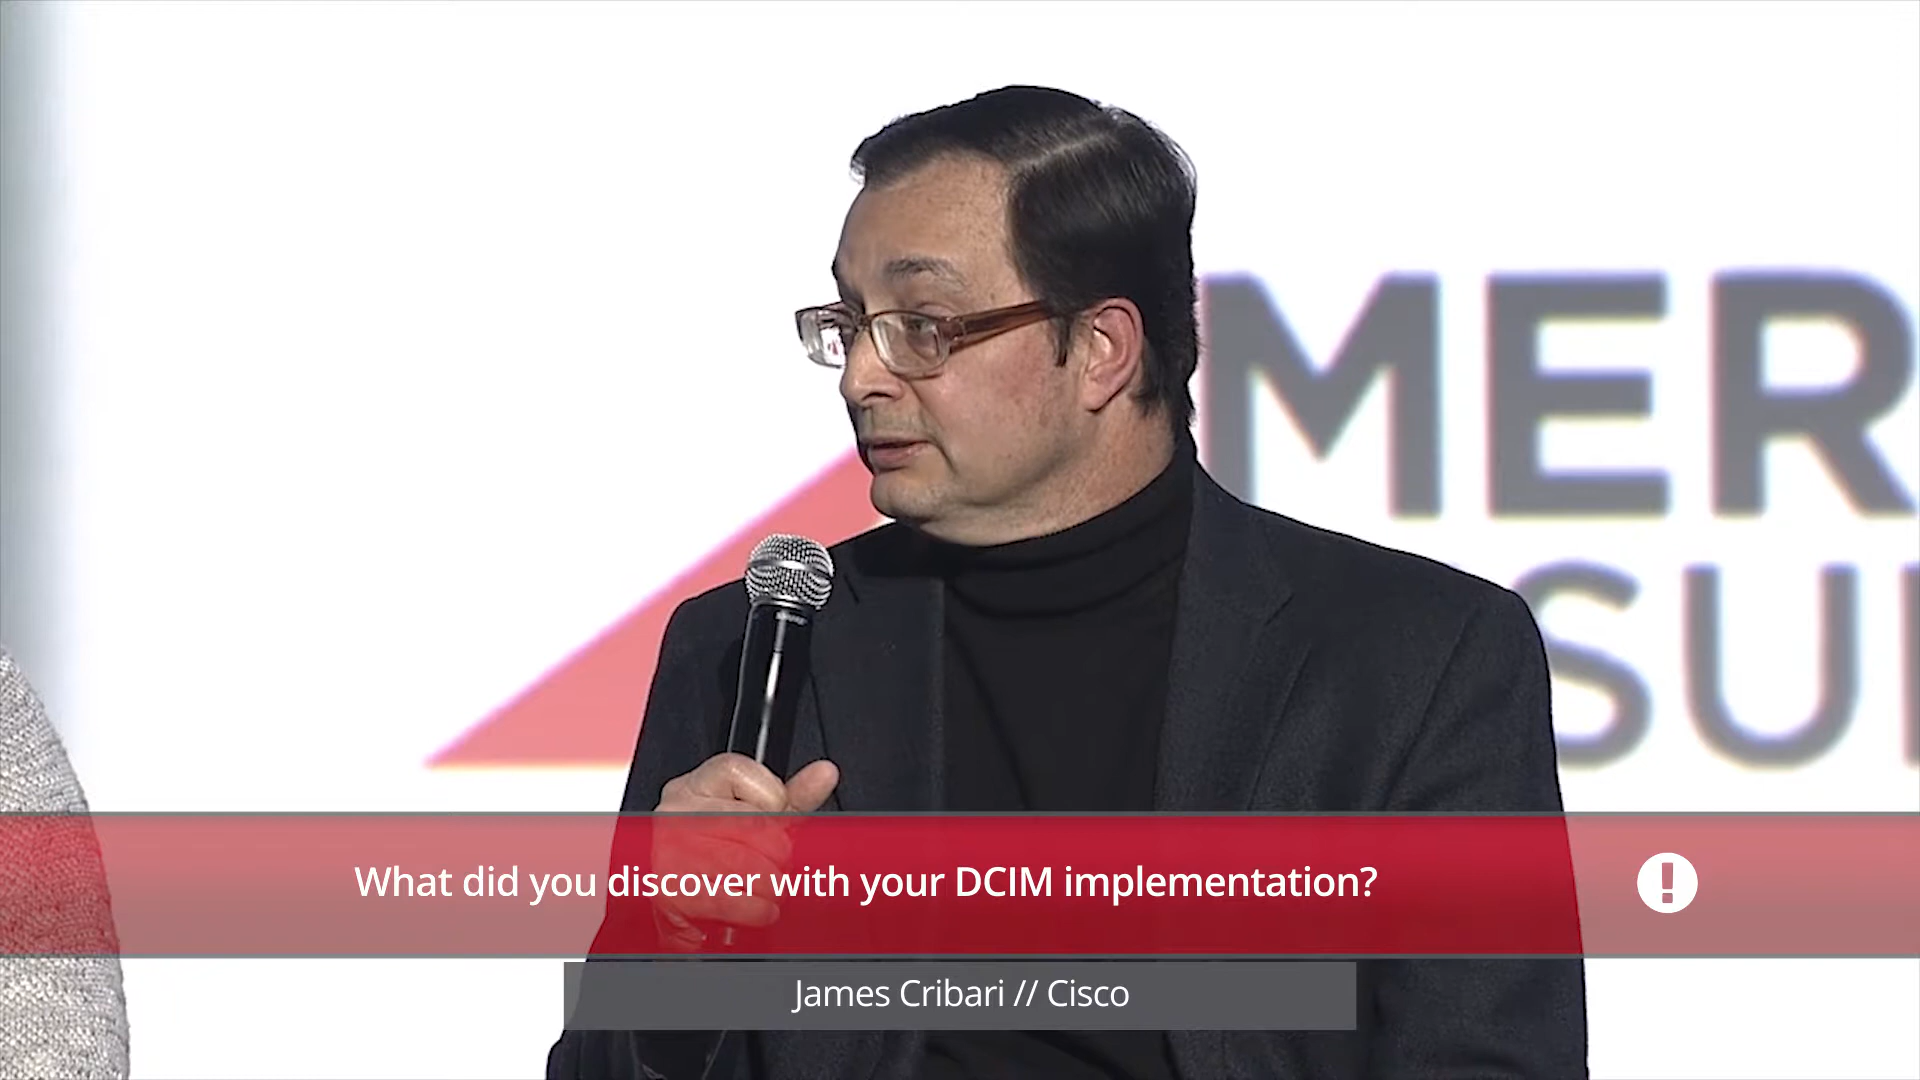 MER
SU
What did you discover with your DCIM implementation?
James Cribari // Cisco